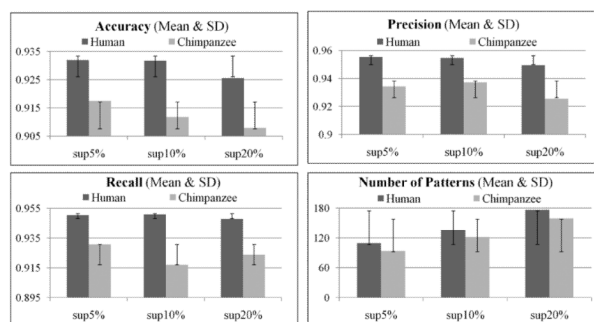 Accuracy (Mean & SD)
Human Chimpanzee
0.935
0.925
0.915
0.905
sup5% sup10% sup20%
Precision (Mean & SD)
Human Chimpanzee
0.96
0.94
0.92
0.9
sup5% sup10% sup20%
Recall (Mean & SD)
Human Chimpanzee
0.955
0.935
0.915
0.895
sup5% sup10% sup20%
Number of Patterns (Mean & SD)
Human Chimpanzee
180
120
60
0
sup5% sup10% sup20%